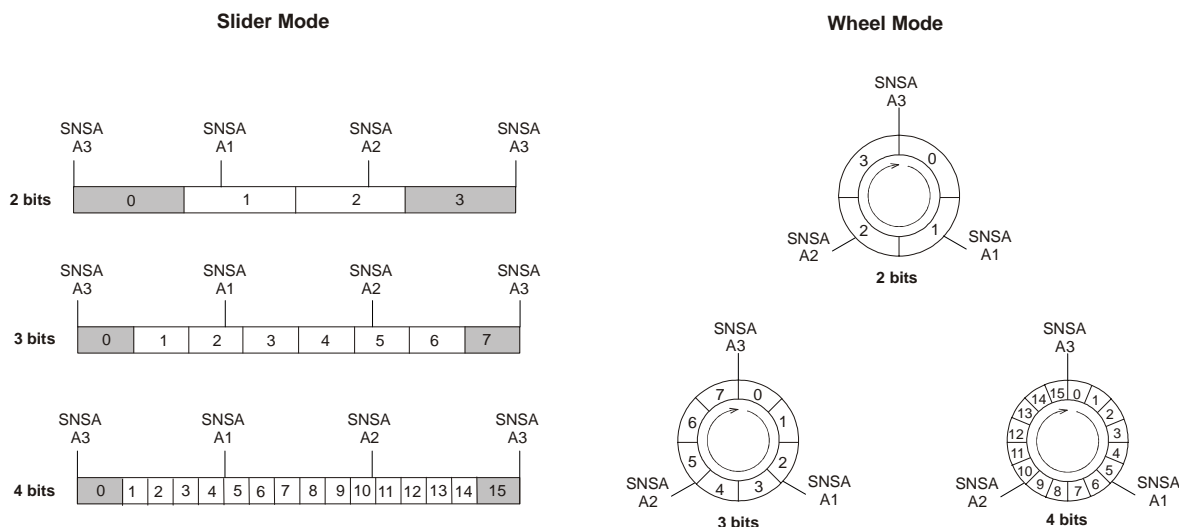 Slider Mode
SNSA SNSA SNSA SNSA
A3 A1 A2 A3
2 bits 0 1 2 3
SNSA SNSA SNSA SNSA
A3 A1 A2 A3
3 bits 0 1 2 3 4 5 6 7
SNSA SNSA SNSA SNSA
A3 A1 A2 A3
4 bits 0 1 2 3 4 5 6 7 8 9 10 11 12 13 14 15
Wheel Mode
SNSA
A3
3 0
2 1
SNSA
A2
SNSA
A1
2 bits
SNSA
A3
7 0
6 1
5 2
4 3
SNSA
A2
SNSA
A1
3 bits
SNSA
A3
15 0
14 1
13 2
12 3
11 4
10 5
9 6
8 7
SNSA
A2
SNSA
A1
4 bits